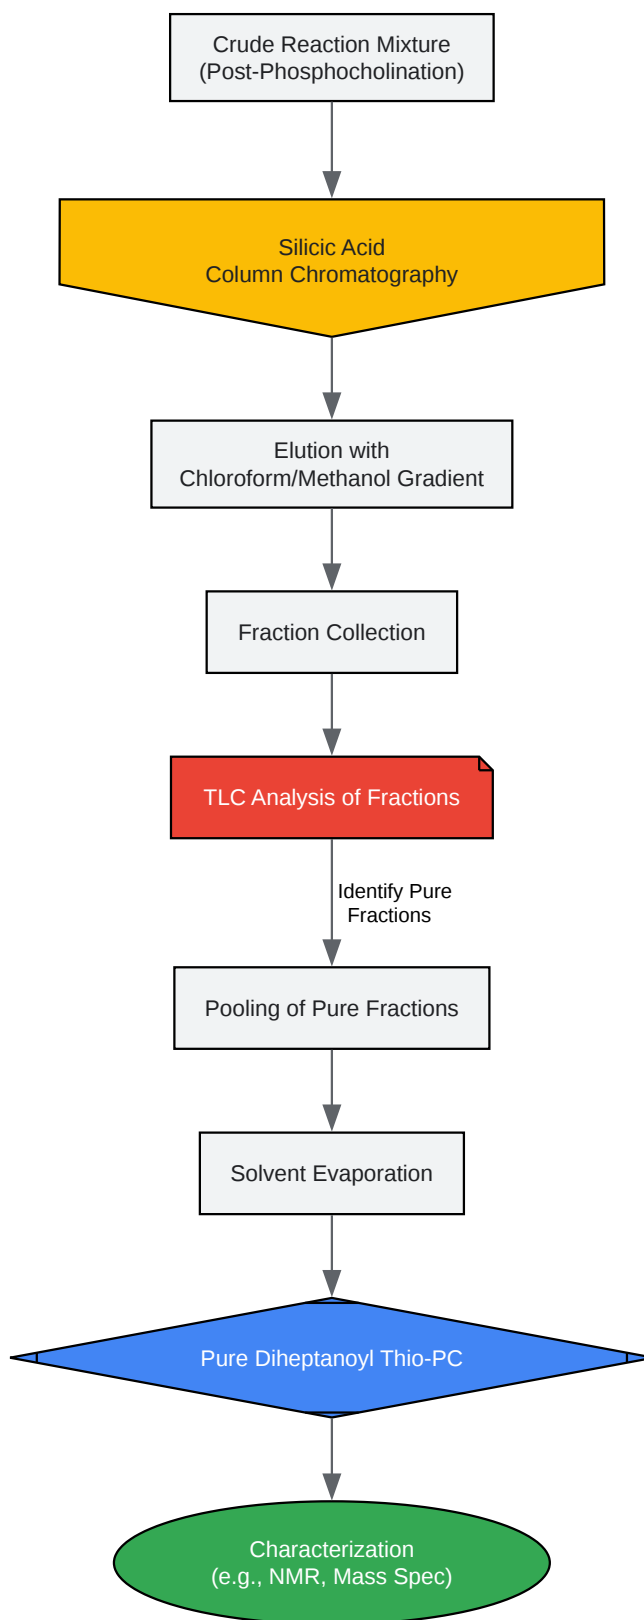 Crude Reaction Mixture
(Post-Phosphocholination)
Silicic Acid
Column Chromatography
Elution with
Chloroform/Methanol Gradient
Fraction Collection
TLC Analysis of Fractions
Identify Pure
Fractions
Pooling of Pure Fractions
Solvent Evaporation
Pure Diheptanoyl Thio-PC
Characterization
(e.g., NMR, Mass Spec)